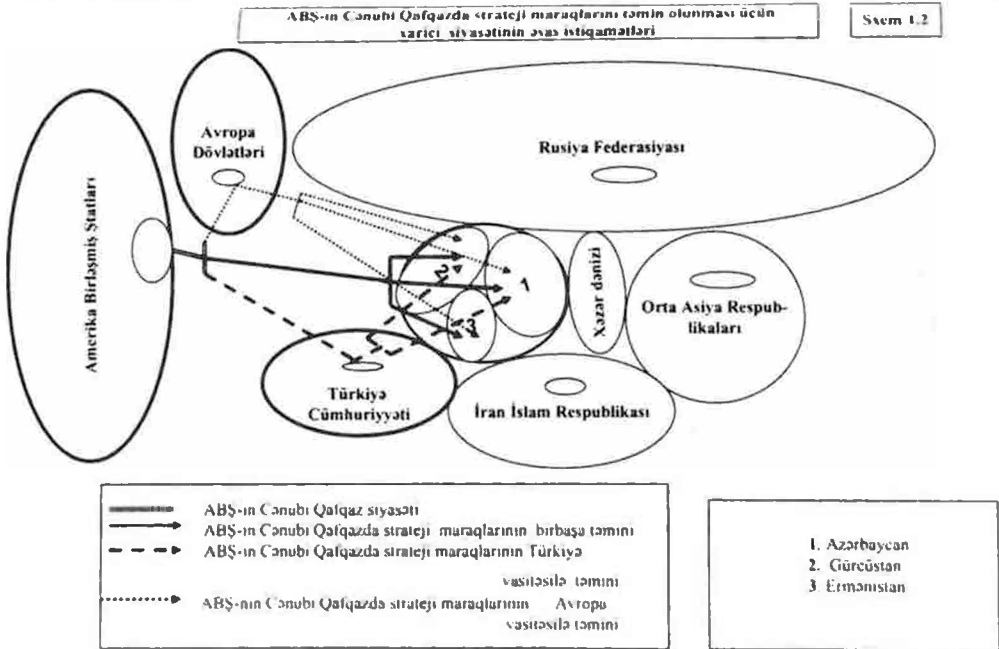 ABŞ-ın Cənubi Qafqazda strateji maraqlarını təmin olunması üçün
xarici siyasətinin əsas istiqamətləri
Sxem 1.2
Amerika Birləşmiş Ştatları
Avropa
Dövlətləri
Rusiya Federasiyası
2
1
3
Xəzər dənizi
Orta Asiya Respub-
likaları
Türkiyə
Cümhuriyyəti
İran İslam Respublikası
ABŞ-ın Cənubi Qafqaz siyasəti
ABŞ-ın Cənubi Qafqazda strateji maraqlarının birbaşa təmini
ABŞ-ın Cənubi Qafqazda strateji maraqlarının Türkiyə
vasitəsilə təmini
ABŞ-nın Cənubi Qafqazda strateji maraqlarının Avropa
vasitəsilə təmini
1. Azərbaycan
2. Gürcüstan
3 Ermənistan